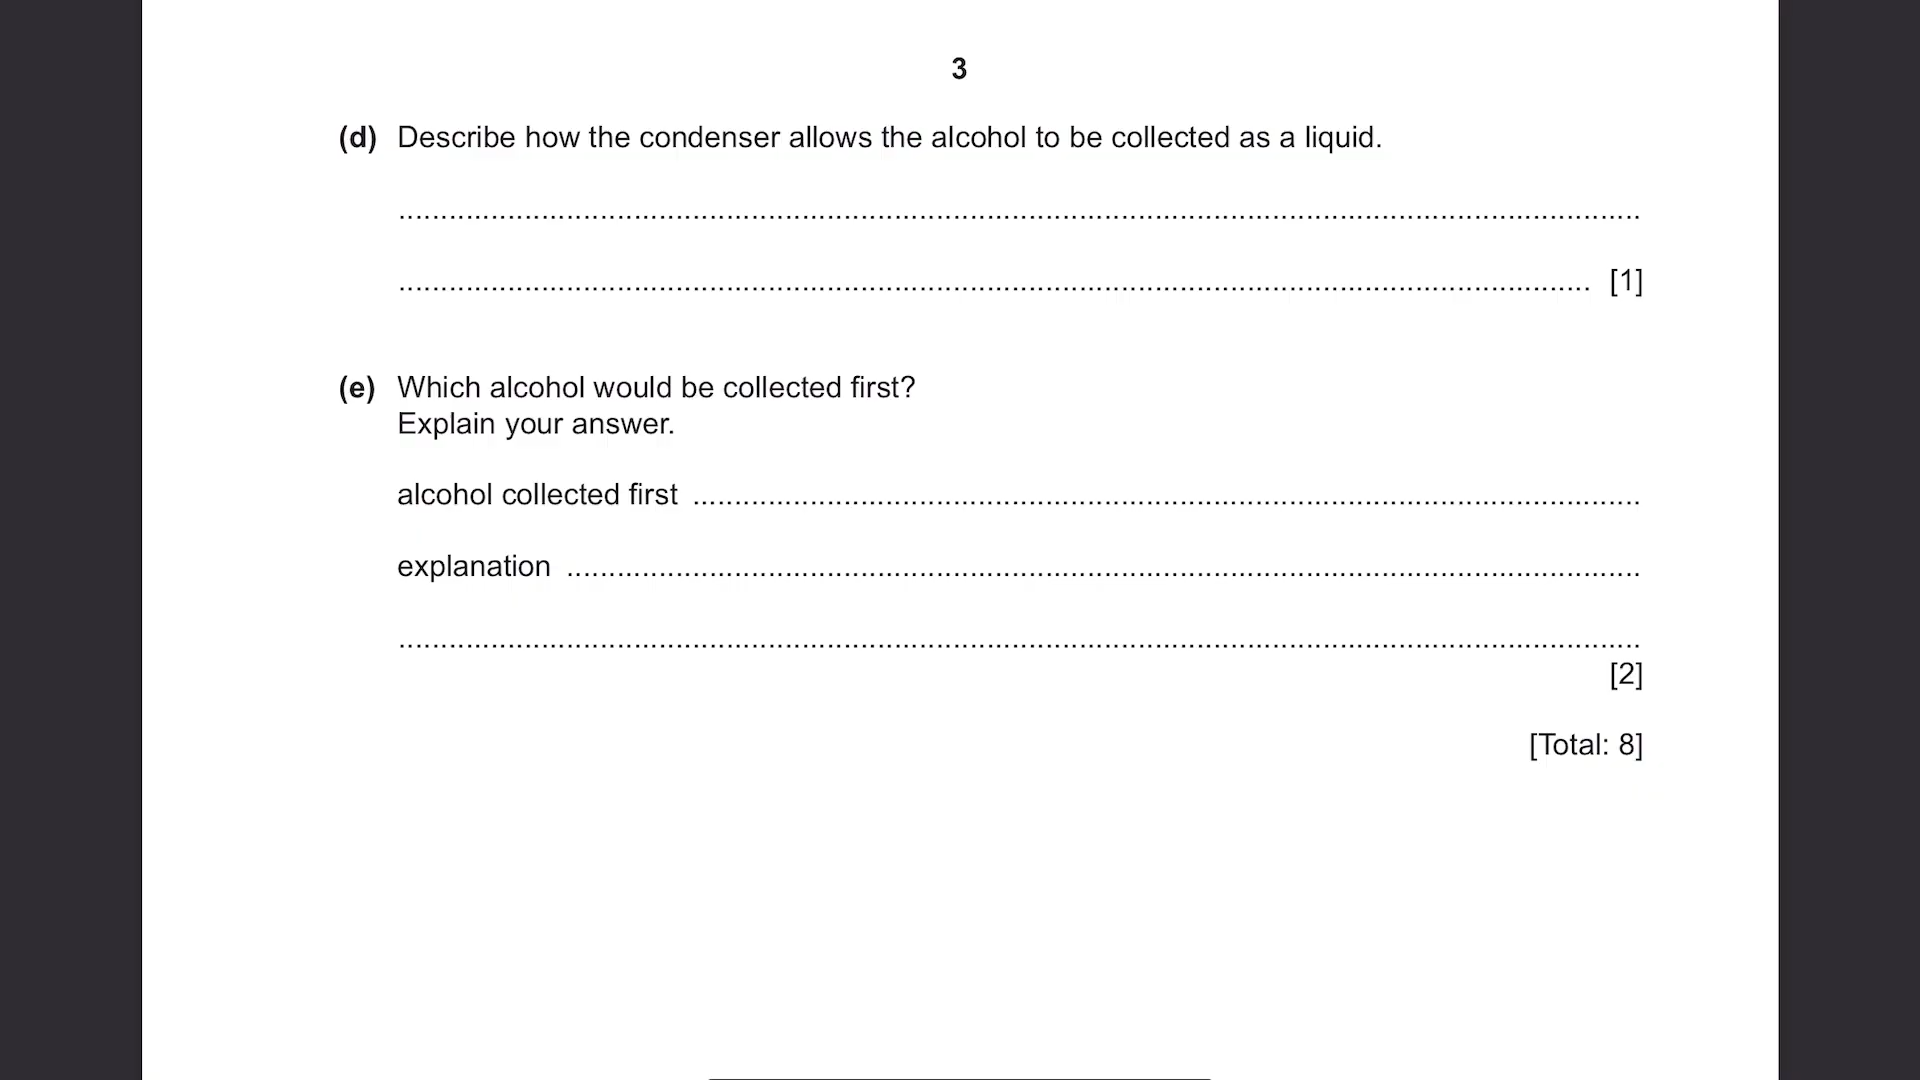 3
(d) Describe how the condenser allows the alcohol to be collected as a liquid.
..........................................................................................................................................................
.................................................................................................................................................... [1]
(e) Which alcohol would be collected first?
Explain your answer.
alcohol collected first ......................................................................................................................
explanation .....................................................................................................................................
..........................................................................................................................................................
[2]
[Total: 8]